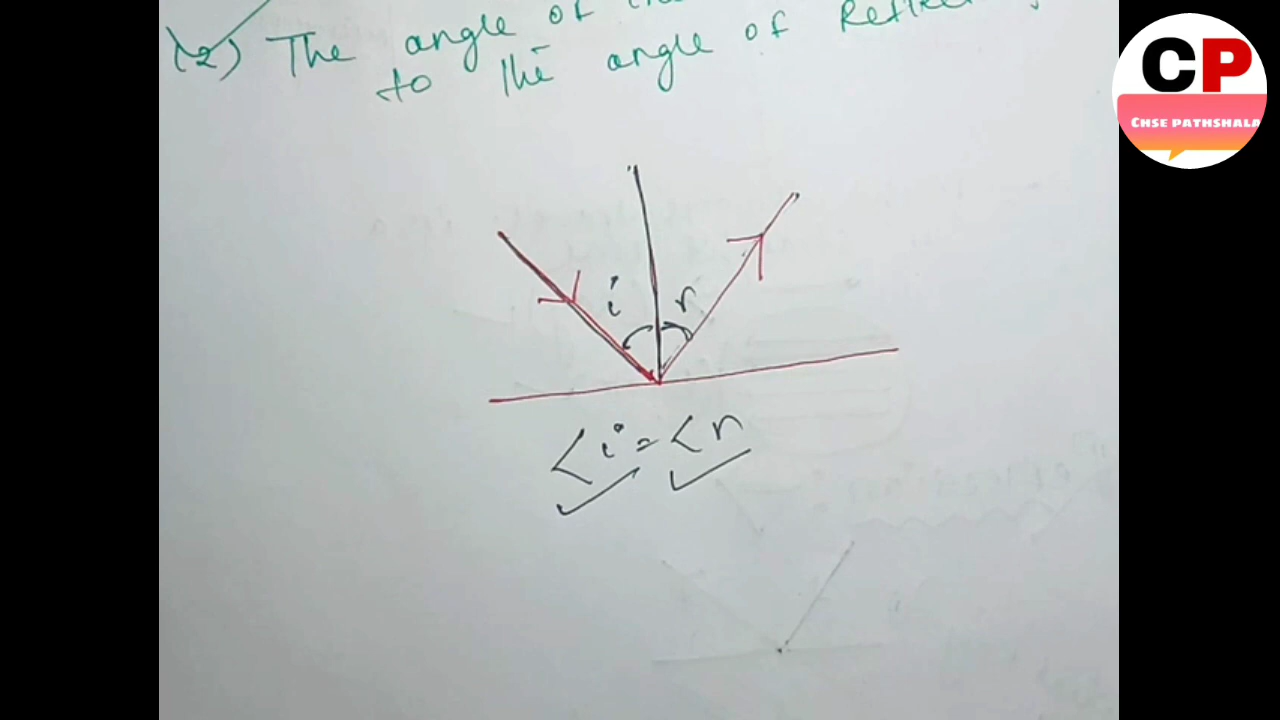 (2) The angle of
to the angle of
i
r
<i = <r
CP
CHSE PATHSHALA